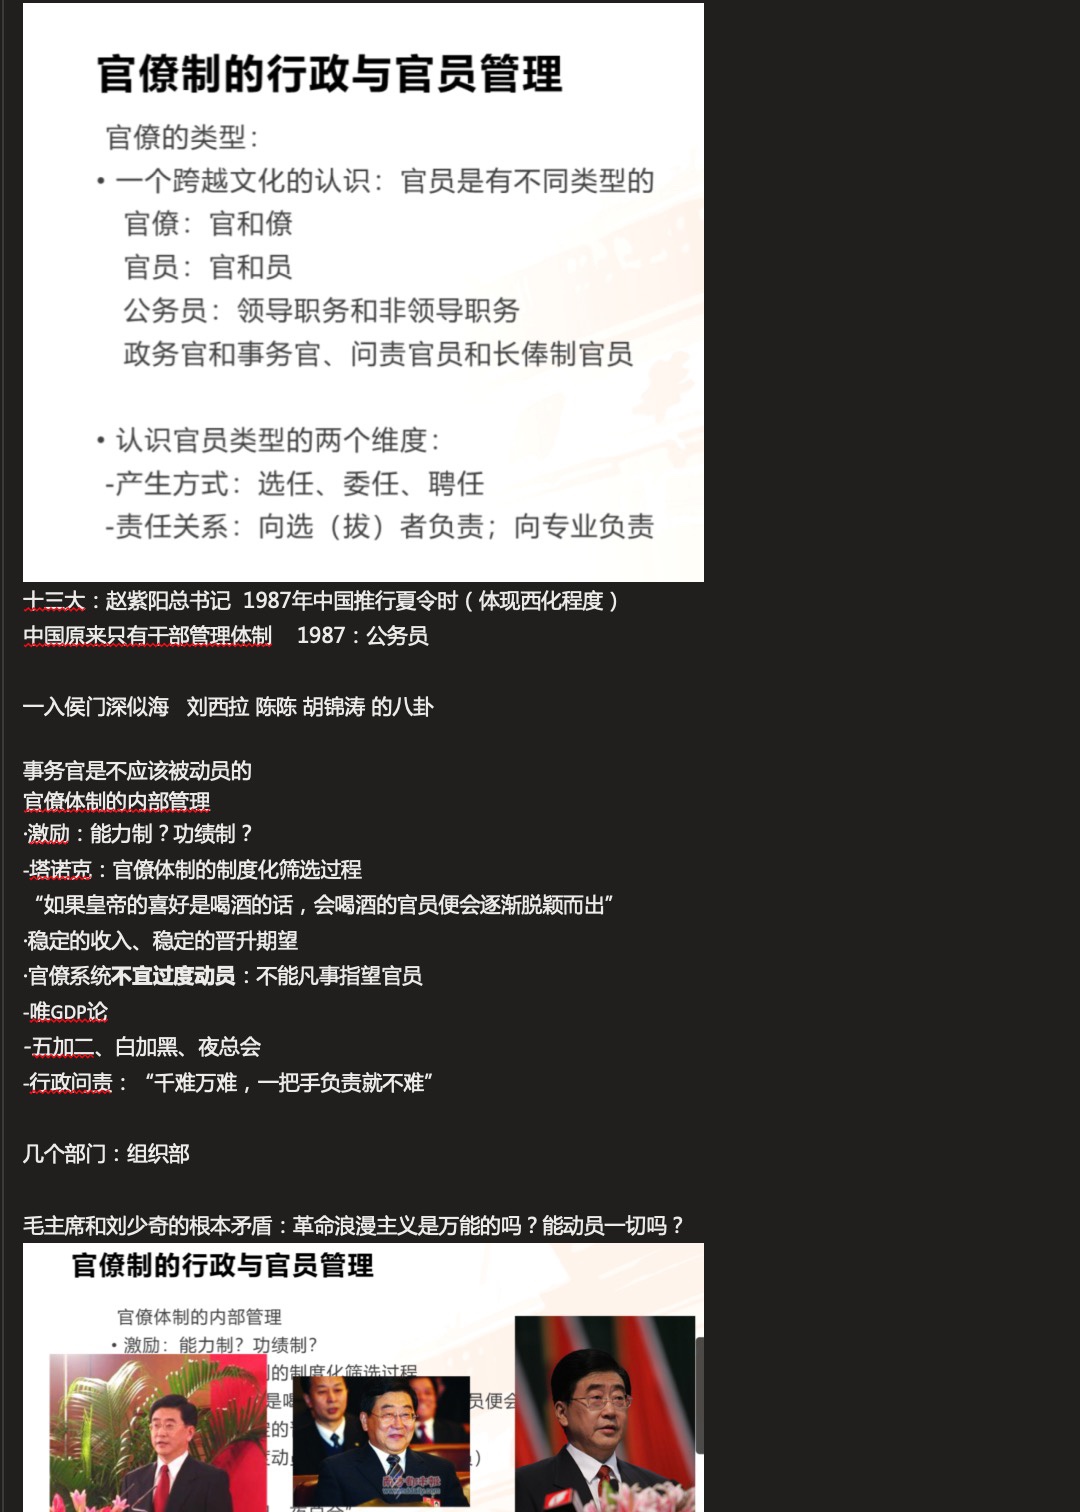 官僚制的行政与官员管理
官僚的类型：
• 一个跨越文化的认识：官员是有不同类型的
官僚：官和僚
官员：官和员
公务员：领导职务和非领导职务
政务官和事务官、问责官员和长俸制官员
• 认识官员类型的两个维度：
-产生方式：选任、委任、聘任
-责任关系：向选（拔）者负责；向专业负责
十三大：赵紫阳总书记 1987年中国推行夏令时（体现西化程度）
中国原来只有干部管理体制 1987：公务员
一入侯门深似海 刘西拉 陈陈 胡锦涛 的八卦
事务官是不应该被动员的
官僚体制的内部管理
·激励：能力制？功绩制？
-塔诺克：官僚体制的制度化筛选过程
“如果皇帝的喜好是喝酒的话，会喝酒的官员便会逐渐脱颖而出”
·稳定的收入、稳定的晋升期望
·官僚系统不宜过度动员：不能凡事指望官员
-唯GDP论
-五加二、白加黑、夜总会
-行政问责：“千难万难，一把手负责就不难”
几个部门：组织部
毛主席和刘少奇的根本矛盾：革命浪漫主义是万能的吗？能动员一切吗？
官僚制的行政与官员管理
官僚体制的内部管理
• 激励：能力制？功绩制？
的制度化筛选过程
是喝 员便会
定的
度动 ）